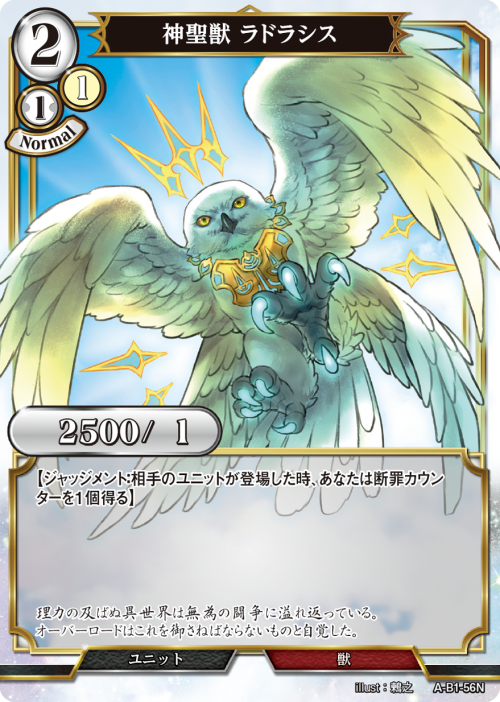 2
神聖獣 ラドラシス
1
1
Normal
2500/ 1
【ジャッジメント:相手のユニットが登場した時、あなたは断罪カウン
ターを1個得る】
理力の及ばぬ異世界は無為の闘争に溢れ返っている。
オーバーロードはこれを御さねばならないものと自覚した。
ユニット
獣
illust：鶫之
A-B1-56N